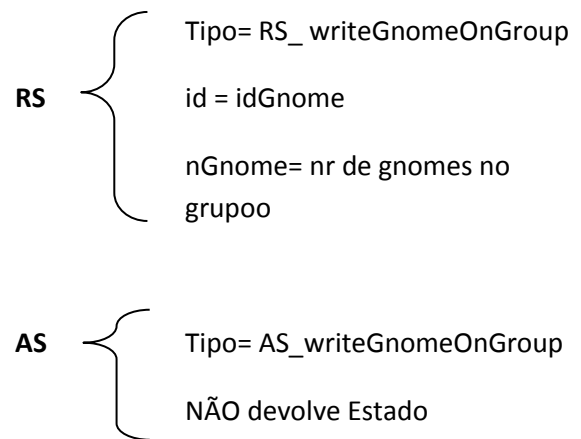 Tipo= RS_ writeGnomeOnGroup
RS
id = idGnome
nGnome= nr de gnomes no
grupoo
Tipo= AS_writeGnomeOnGroup
AS
NÃO devolve Estado